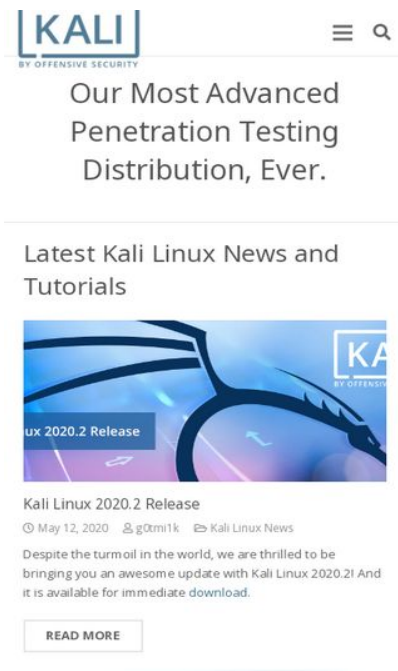 KALI
BY OFFENSIVE SECURITY
Our Most Advanced
Penetration Testing
Distribution, Ever.
Latest Kali Linux News and
Tutorials
KA
BY OFFENSIV
ux 2020.2 Release
Kali Linux 2020.2 Release
May 12, 2020 g0tmi1k Kali Linux News
Despite the turmoil in the world, we are thrilled to be
bringing you an awesome update with Kali Linux 2020.2! And
it is available for immediate download.
READ MORE